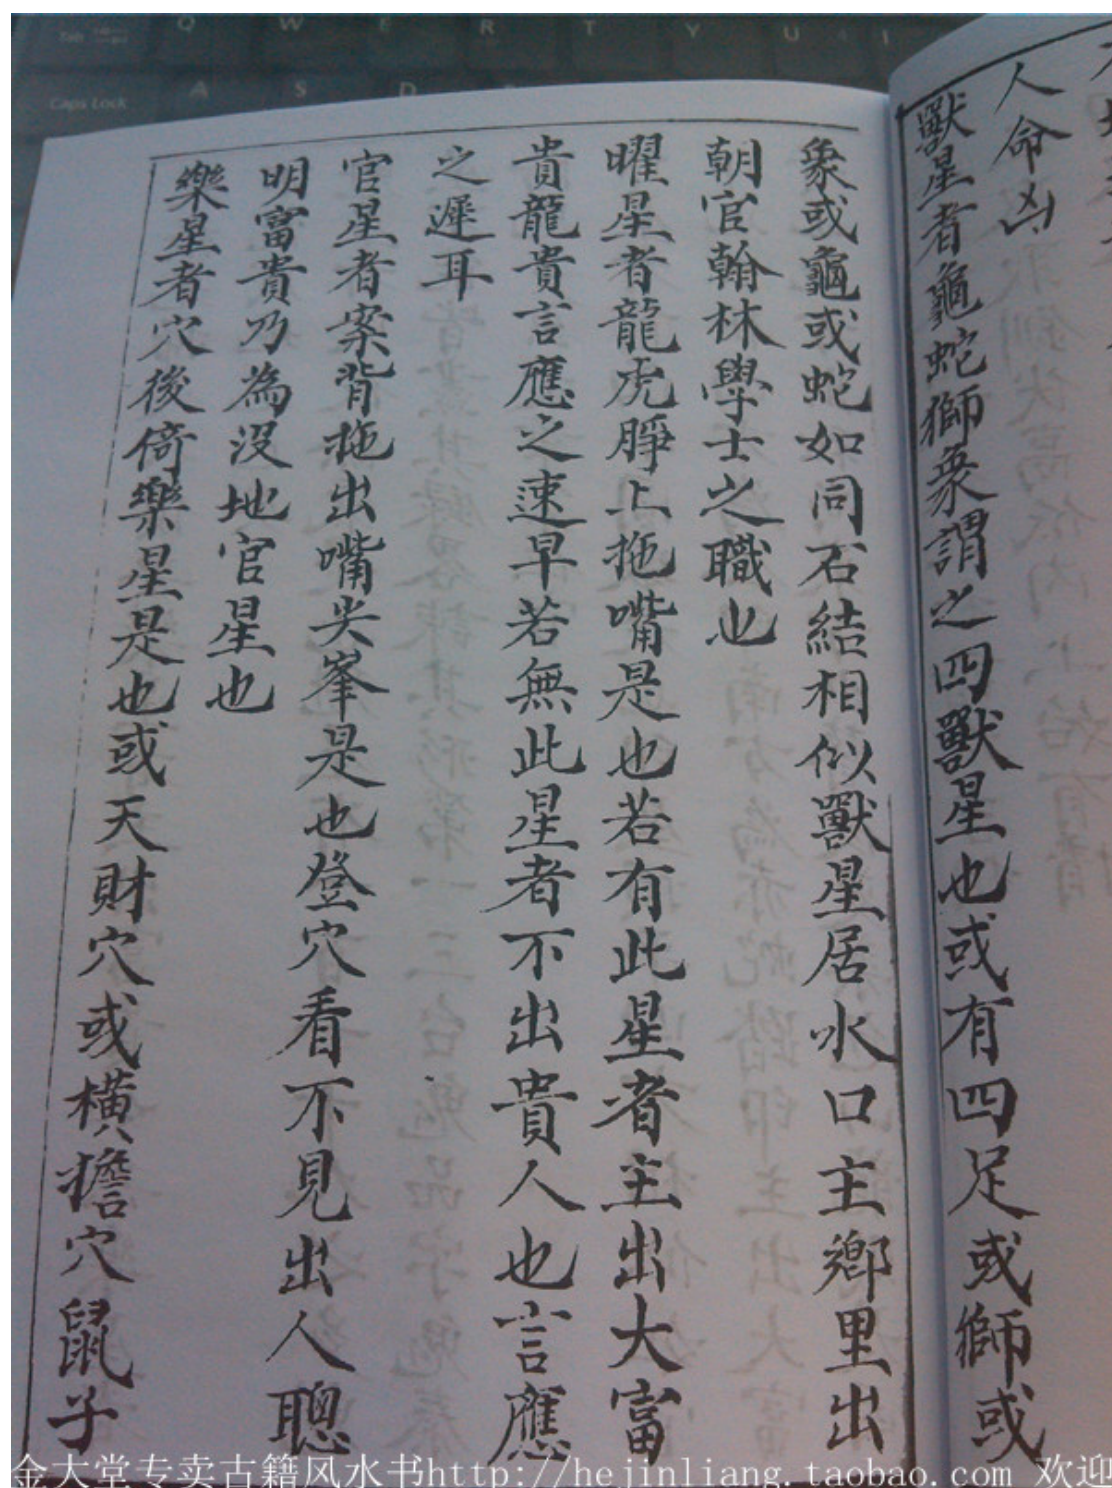 人命凶
獸星者龜蛇獅象謂之四獸星也或有四足或獅或
象或龜或蛇如同石結相似獸星居水口主鄉里出
朝官翰林學士之職也
曜星者龍虎脝上拖嘴是也若有此星者主出大富
貴龍貴言應之速早若無此星者不出貴人也言應
之遲耳
官星者案背拖出嘴尖峯是也登穴看不見出人聰
明富貴乃為沒地官星也
樂星者穴後倚樂星是也或天財穴或橫擔穴鼠子
Q W E R T Y U I
Caps Lock A S D
金大堂专卖古籍风水书http://hejinliang.taobao.com 欢迎